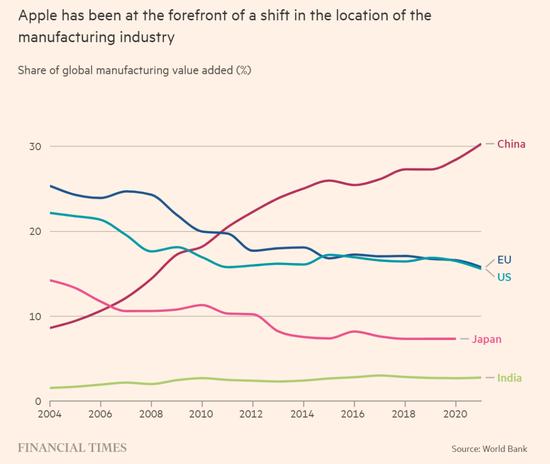 Apple has been at the forefront of a shift in the location of the
manufacturing industry
Share of global manufacturing value added (%)
30
20
10
0
China
EU
US
Japan
India
2004 2006 2008 2010 2012 2014 2016 2018 2020
FINANCIAL TIMES Source: World Bank